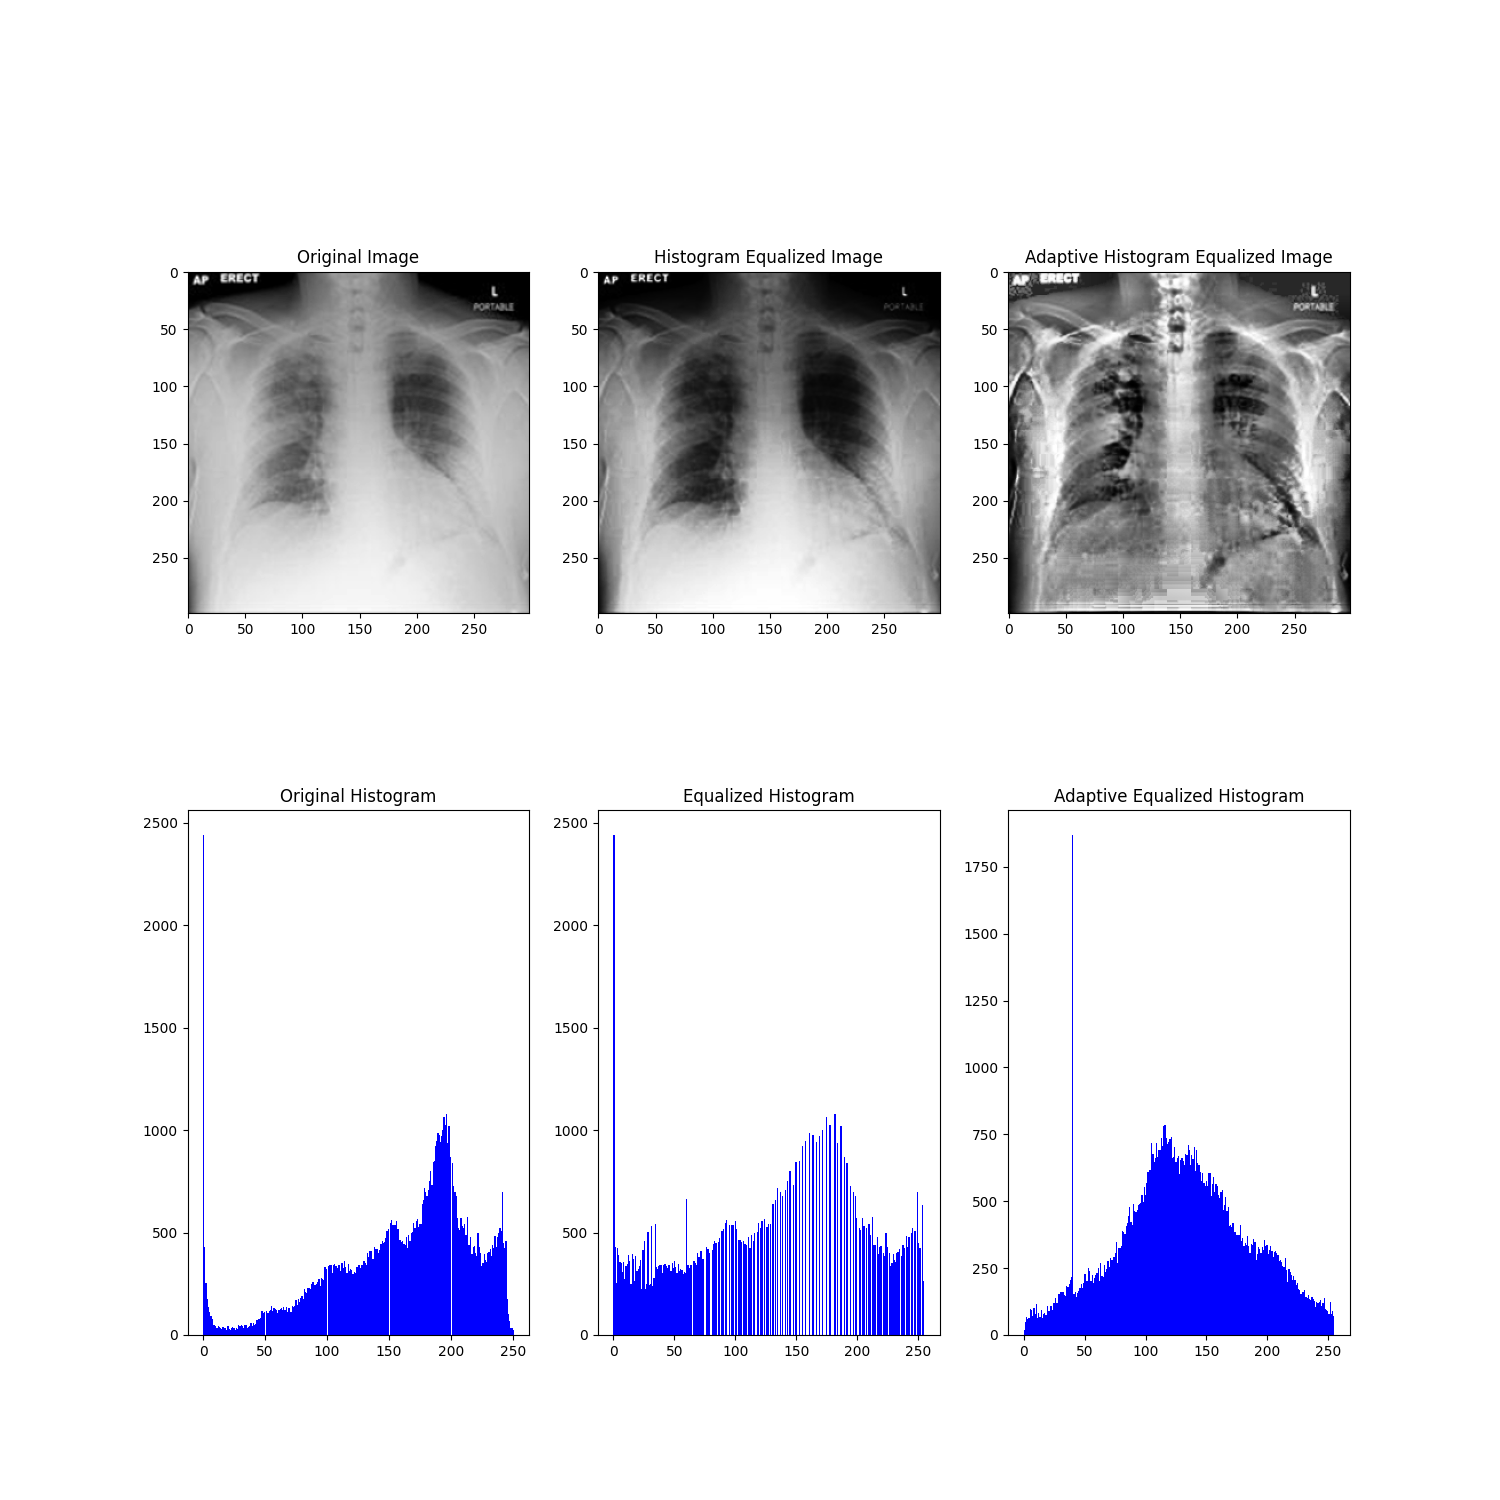 Original Image
Histogram Equalized Image
Adaptive Histogram Equalized Image
AP ERECT
L
PORTABLE
0
50
100
150
200
250
0 50 100 150 200 250
AP ERECT
L
PORTABLE
0
50
100
150
200
250
0 50 100 150 200 250
AP ERECT
L
PORTABLE
0
50
100
150
200
250
0 50 100 150 200 250
Original Histogram
Equalized Histogram
Adaptive Equalized Histogram
2500
2000
1500
1000
500
0
0 50 100 150 200 250
2500
2000
1500
1000
500
0
0 50 100 150 200 250
1750
1500
1250
1000
750
500
250
0
0 50 100 150 200 250